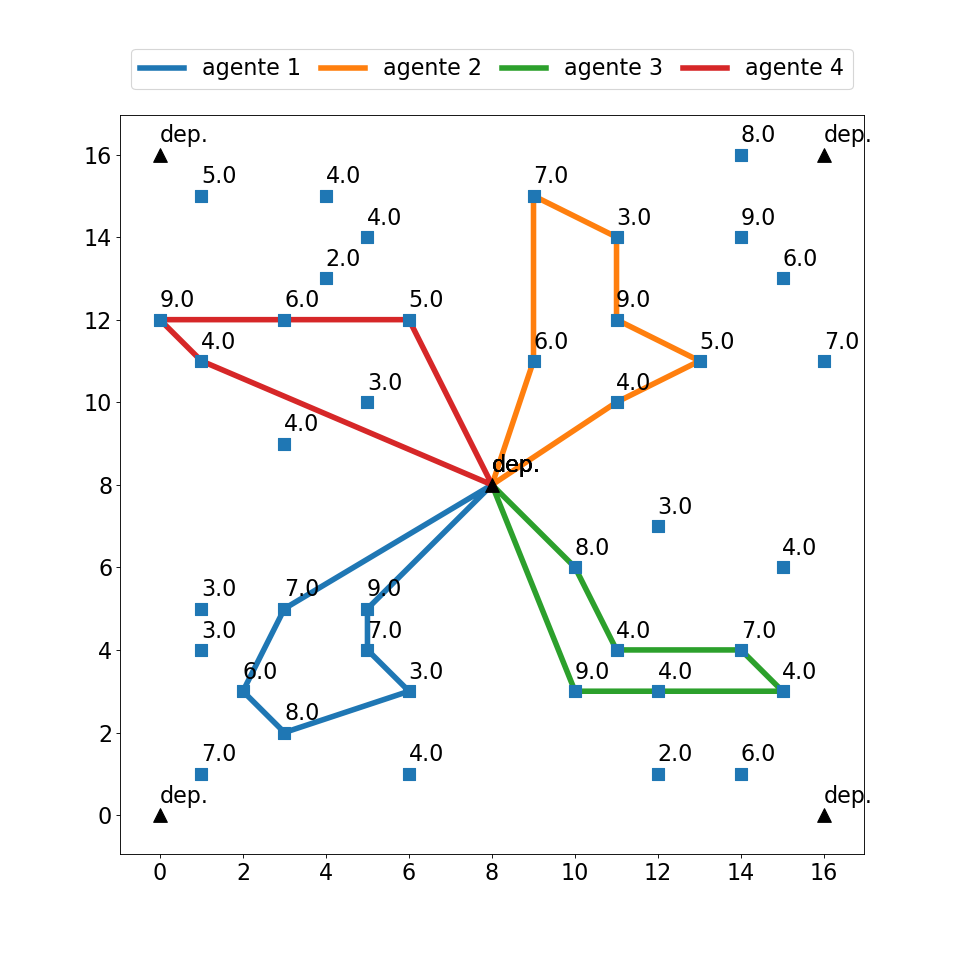 agente 1 agente 2 agente 3 agente 4
dep. 8.0 dep.
16
5.0 4.0 7.0
4.0 3.0 9.0
14
2.0 6.0
9.0 6.0 5.0 9.0
12
4.0 6.0 5.0 7.0
3.0 4.0
10
4.0
dep. dep.
8
3.0
8.0 4.0
6
3.0 7.0 9.0
3.0 7.0 4.0 7.0
4
6.0 3.0 9.0 4.0 4.0
8.0
2
7.0 4.0 2.0 6.0
dep. dep.
0
0 2 4 6 8 10 12 14 16